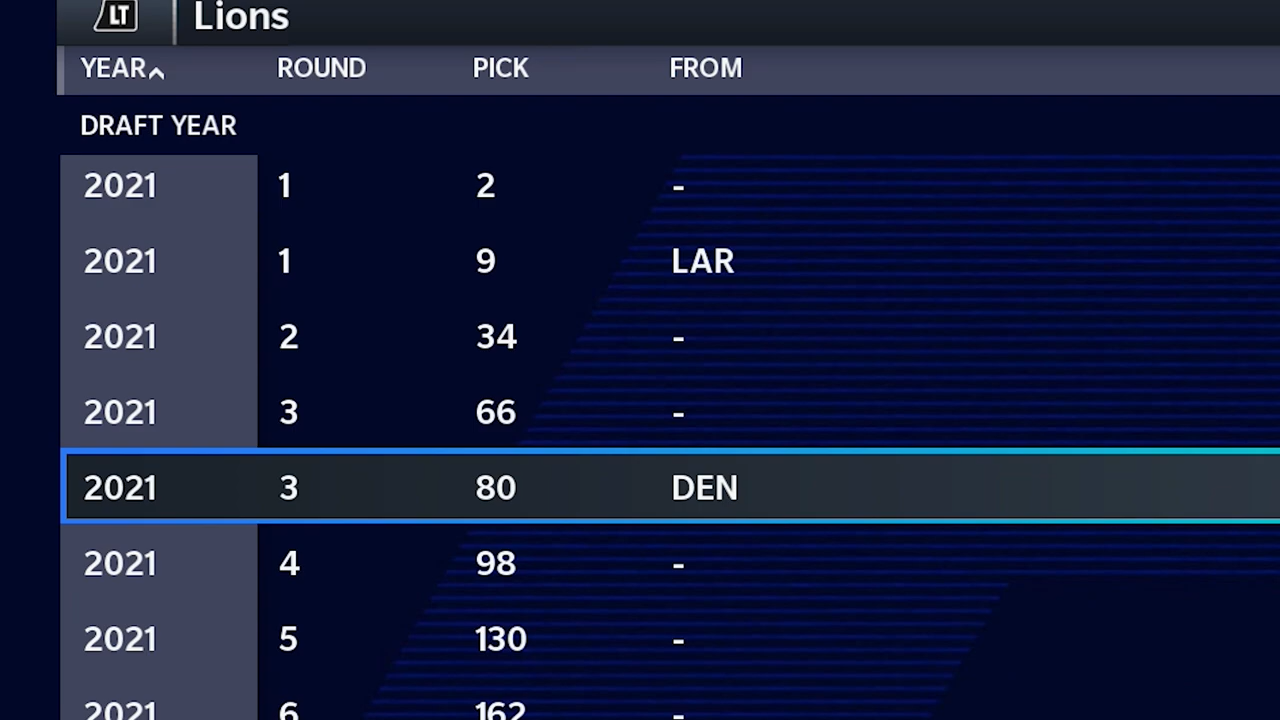 LT Lions
YEAR ROUND PICK FROM
DRAFT YEAR
2021 1 2 -
2021 1 9 LAR
2021 2 34 -
2021 3 66 -
2021 3 80 DEN
2021 4 98 -
2021 5 130 -
2021 6 162 -